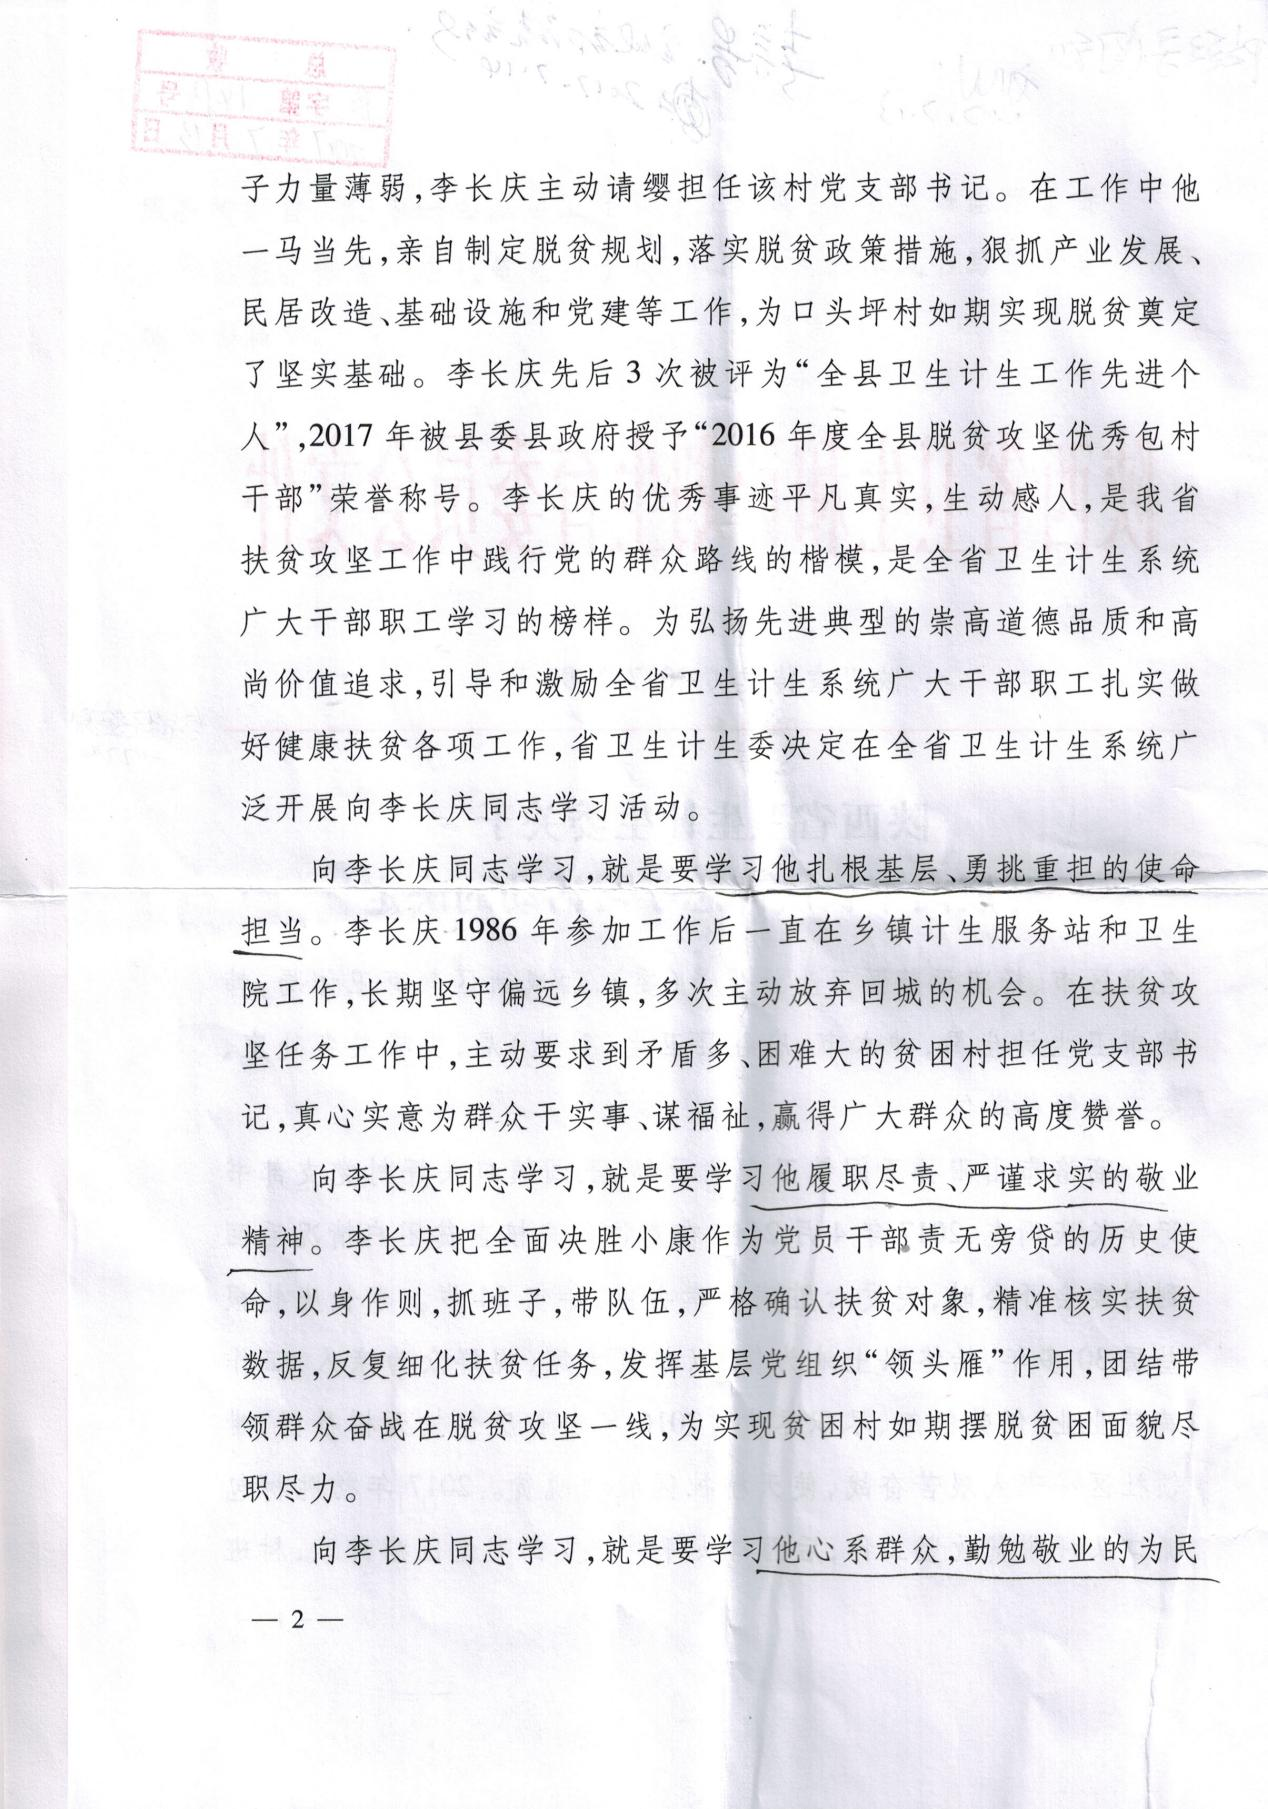 子力量薄弱,李长庆主动请缨担任该村党支部书记。在工作中他
一马当先,亲自制定脱贫规划,落实脱贫政策措施,狠抓产业发展、
民居改造、基础设施和党建等工作,为口头坪村如期实现脱贫奠定
了坚实基础。李长庆先后3次被评为“全县卫生计生工作先进个
人”,2017年被县委县政府授予“2016年度全县脱贫攻坚优秀包村
干部”荣誉称号。李长庆的优秀事迹平凡真实,生动感人,是我省
扶贫攻坚工作中践行党的群众路线的楷模,是全省卫生计生系统
广大干部职工学习的榜样。为弘扬先进典型的崇高道德品质和高
尚价值追求,引导和激励全省卫生计生系统广大干部职工扎实做
好健康扶贫各项工作,省卫生计生委决定在全省卫生计生系统广
泛开展向李长庆同志学习活动。
向李长庆同志学习,就是要学习他扎根基层、勇挑重担的使命
担当。李长庆1986年参加工作后一直在乡镇计生服务站和卫生
院工作,长期坚守偏远乡镇,多次主动放弃回城的机会。在扶贫攻
坚任务工作中,主动要求到矛盾多、困难大的贫困村担任党支部书
记,真心实意为群众干实事、谋福祉,赢得广大群众的高度赞誉。
向李长庆同志学习,就是要学习他履职尽责、严谨求实的敬业
精神。李长庆把全面决胜小康作为党员干部责无旁贷的历史使
命,以身作则,抓班子,带队伍,严格确认扶贫对象,精准核实扶贫
数据,反复细化扶贫任务,发挥基层党组织“领头雁”作用,团结带
领群众奋战在脱贫攻坚一线,为实现贫困村如期摆脱贫困面貌尽
职尽力。
向李长庆同志学习,就是要学习他心系群众,勤勉敬业的为民
— 2 —